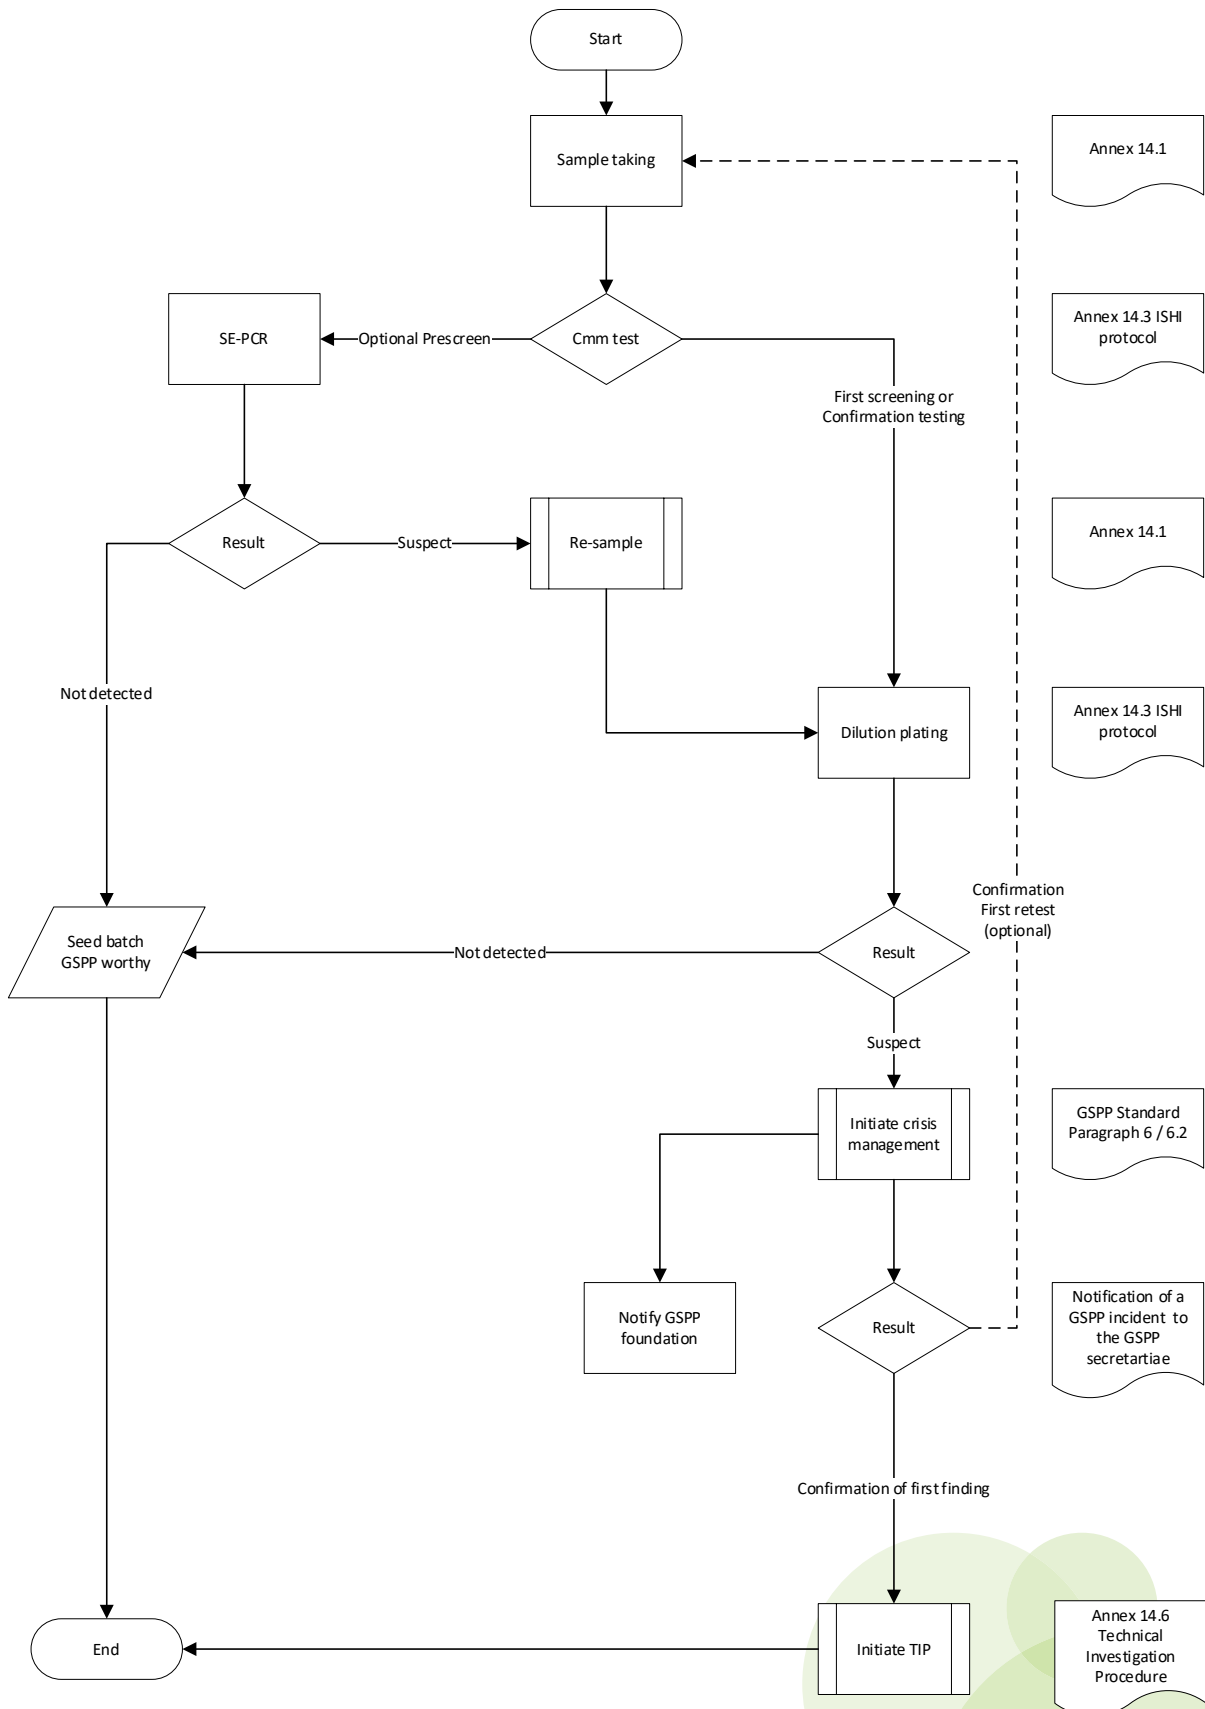 Start
Sample taking
Annex 14.1
SE-PCR
Optional Prescreen
Cmm test
Annex 14.3 ISHI
protocol
First screening or
Confirmation testing
Result
Suspect
Re-sample
Annex 14.1
Not detected
Dilution plating
Annex 14.3 ISHI
protocol
Confirmation
First retest
(optional)
Seed batch
GSPP worthy
Not detected
Result
Suspect
Initiate crisis
management
GSPP Standard
Paragraph 6 / 6.2
Notify GSPP
foundation
Result
Notification of a
GSPP incident to
the GSPP
secretartiae
Confirmation of first finding
End
Initiate TIP
Annex 14.6
Technical
Investigation
Procedure